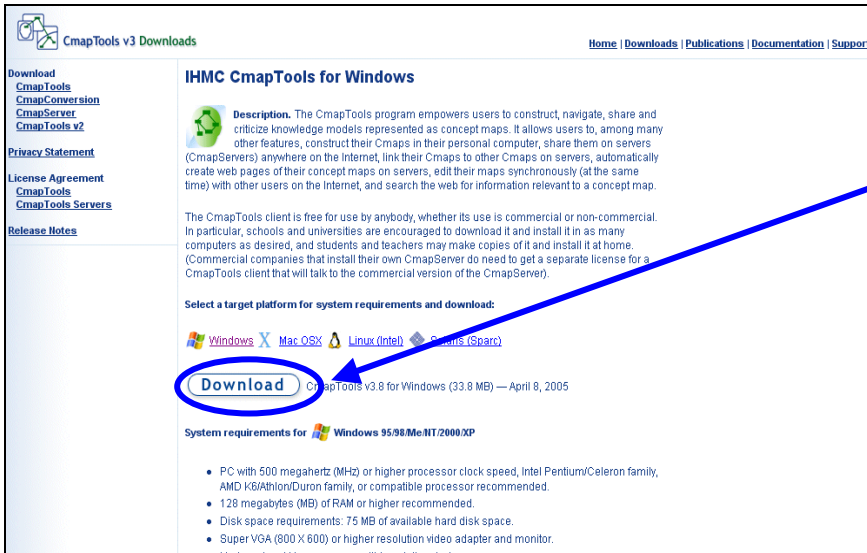 CmapTools v3 Downloads
Home | Downloads | Publications | Documentation | Support
Download
CmapTools
CmapConversion
CmapServer
CmapTools v2
Privacy Statement
License Agreement
CmapTools
CmapTools Servers
Release Notes
IHMC CmapTools for Windows
Description. The CmapTools program empowers users to construct, navigate, share and
criticize knowledge models represented as concept maps. It allows users to, among many
other features, construct their Cmaps in their personal computer, share them on servers
(CmapServers) anywhere on the Internet, link their Cmaps to other Cmaps on servers, automatically
create web pages of their concept maps on servers, edit their maps synchronously (at the same
time) with other users on the Internet, and search the web for information relevant to a concept map.
The CmapTools client is free for use by anybody, whether its use is commercial or non-commercial.
In particular, schools and universities are encouraged to download it and install it in as many
computers as desired, and students and teachers may make copies of it and install it at home.
(Commercial companies that install their own CmapServer do need to get a separate license for a
CmapTools client that will talk to the commercial version of the CmapServer).
Select a target platform for system requirements and download:
Windows Mac OSX Linux (Intel) Solaris (Sparc)
Download CmapTools v3.8 for Windows (33.8 MB) — April 8, 2005
System requirements for Windows 95/98/Me/NT/2000/XP
• PC with 500 megahertz (MHz) or higher processor clock speed, Intel Pentium/Celeron family,
AMD K6/Athlon/Duron family, or compatible processor recommended.
• 128 megabytes (MB) of RAM or higher recommended.
• Disk space requirements: 75 MB of available hard disk space.
• Super VGA (800 X 600) or higher resolution video adapter and monitor.